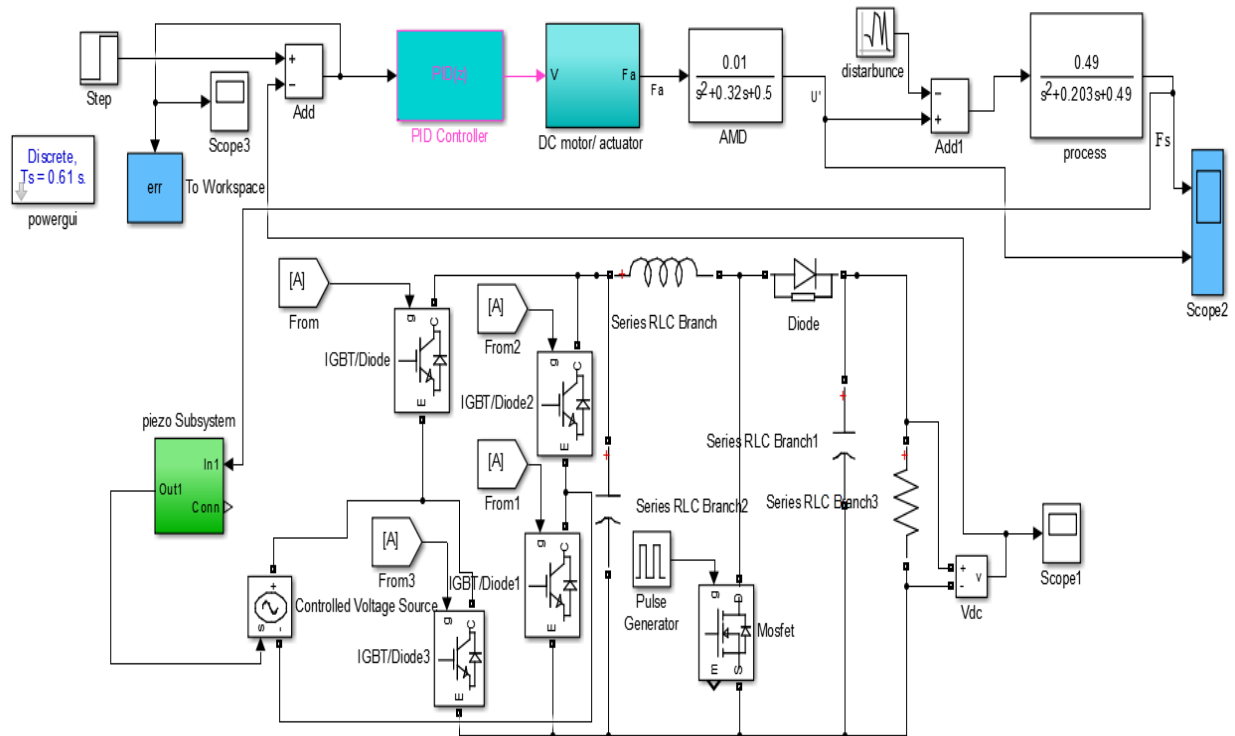 Step
+
-
Add
Scope3
PID(z)
PID Controller
V
Fa
DC motor/ actuator
Fa
0.01
s²+0.32s+0.5
AMD
U'
distarbunce
-
+
Add1
0.49
s²+0.203s+0.49
process
Fs
Scope2
Discrete,
Ts = 0.61 s.
powergui
err
To Workspace
[A]
From
g
C
E
IGBT/Diode
[A]
From2
g
C
E
IGBT/Diode2
+
Series RLC Branch
Diode
piezo Subsystem
In1
Out1
Conn
[A]
From1
g
C
E
IGBT/Diode1
+
Series RLC Branch2
+
Series RLC Branch1
+
Series RLC Branch3
[A]
From3
g
C
E
IGBT/Diode3
s
+
-
Controlled Voltage Source
Pulse
Generator
g
D
m
S
Mosfet
+
-
v
Vdc
Scope1